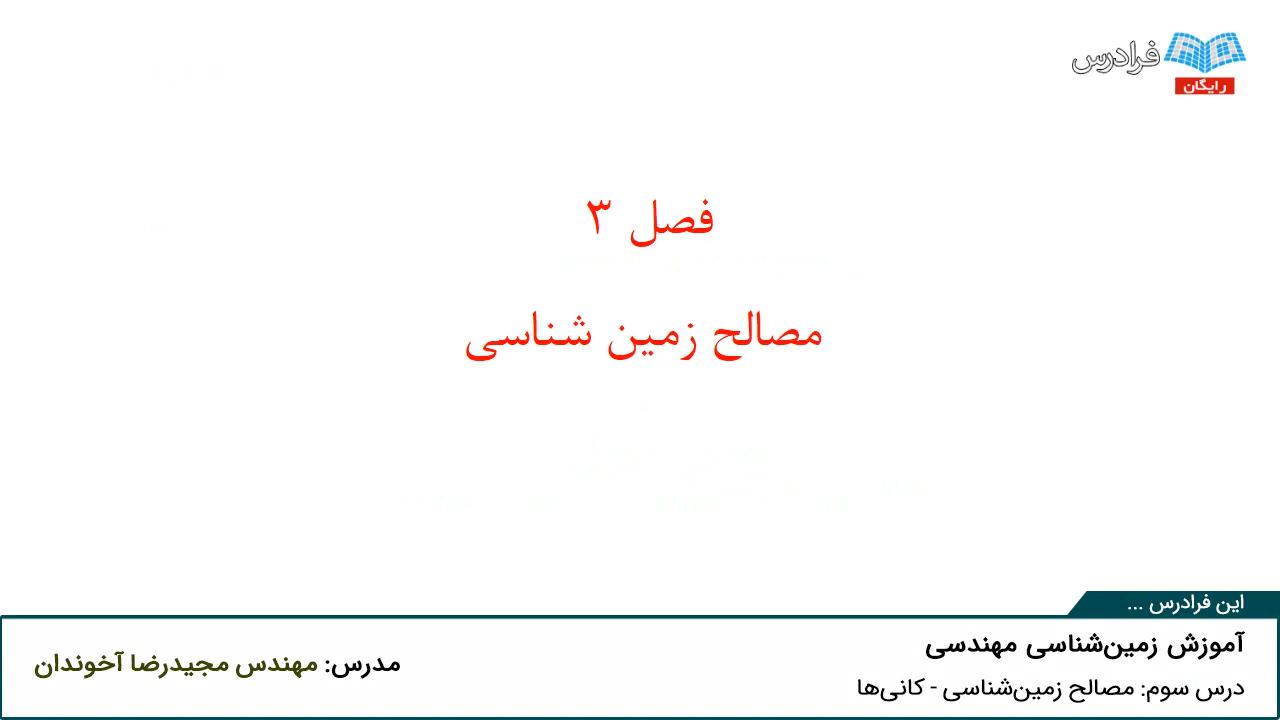 فرادرس
رایگان
فصل ۳
مصالح زمین شناسی
این فرادرس ...
آموزش زمین‌شناسی مهندسی
درس سوم: مصالح زمین‌شناسی - کانی‌ها
مدرس: مهندس مجیدرضا آخوندان